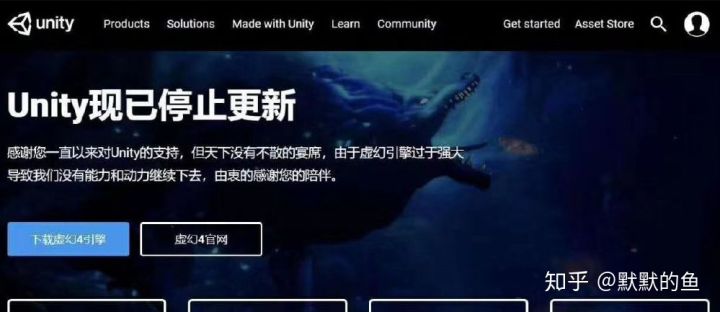 unity Products Solutions Made with Unity Learn Community Get started Asset Store
Unity现已停止更新
感谢您一直以来对Unity的支持，但天下没有不散的宴席，由于虚幻引擎过于强大
导致我们没有能力和动力继续下去，由衷的感谢您的陪伴。
下载虚幻4引擎 虚幻4官网
知乎 @默默的鱼